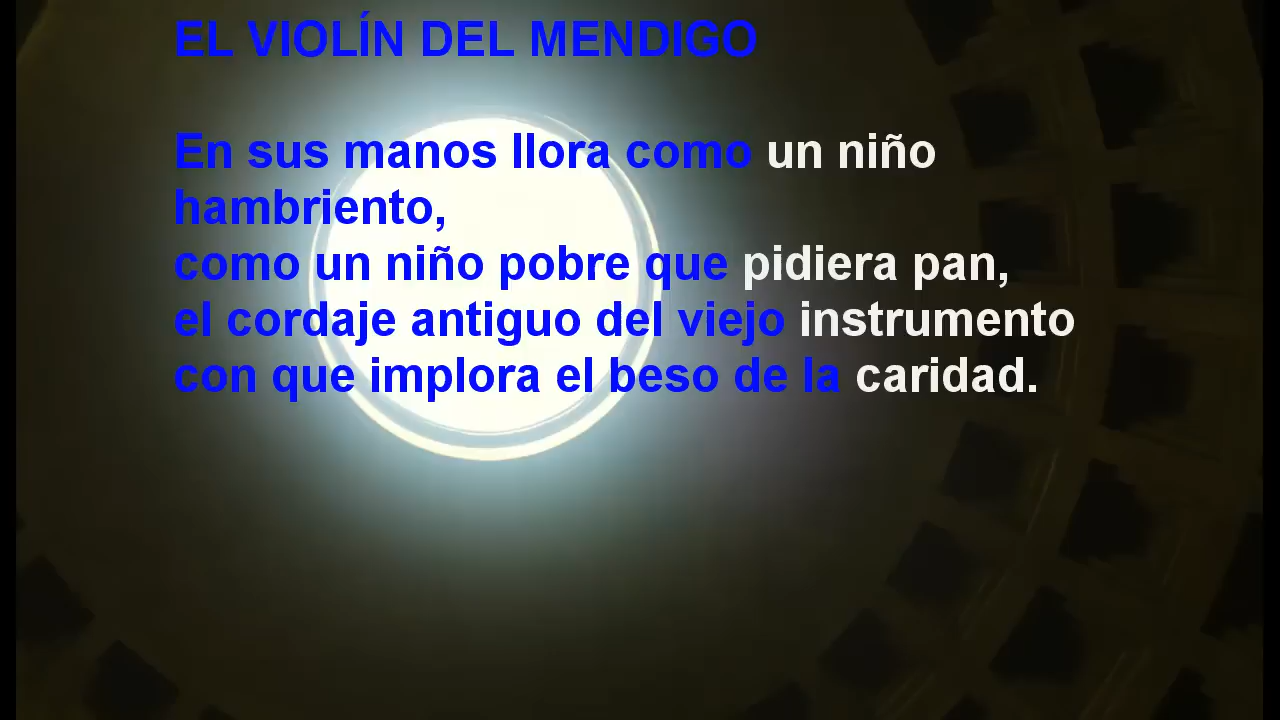 EL VIOLÍN DEL MENDIGO
En sus manos llora como un niño
hambriento,
como un niño pobre que pidiera pan,
el cordaje antiguo del viejo instrumento
con que implora el beso de la caridad.